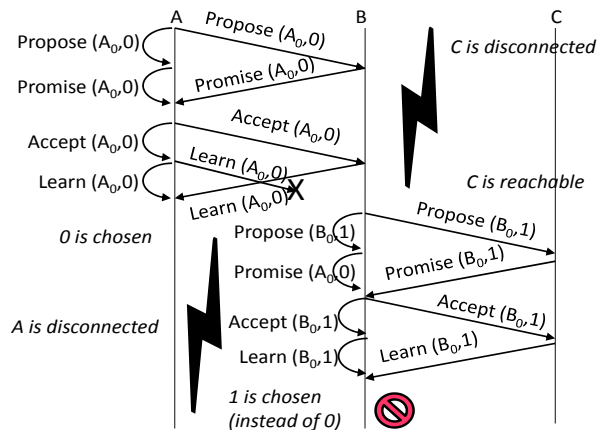 A
B
C
Propose (A0,0)
Propose (A0,0)
C is disconnected
Promise (A0,0)
Promise (A0,0)
Accept (A0,0)
Accept (A0,0)
Learn (A0,0)
Learn (A0,0)
Learn (A0,0)
X
C is reachable
0 is chosen
Propose (B0,1)
Propose (B0,1)
Promise (A0,0)
Promise (B0,1)
A is disconnected
Accept (B0,1)
Accept (B0,1)
Learn (B0,1)
Learn (B0,1)
1 is chosen
(instead of 0)